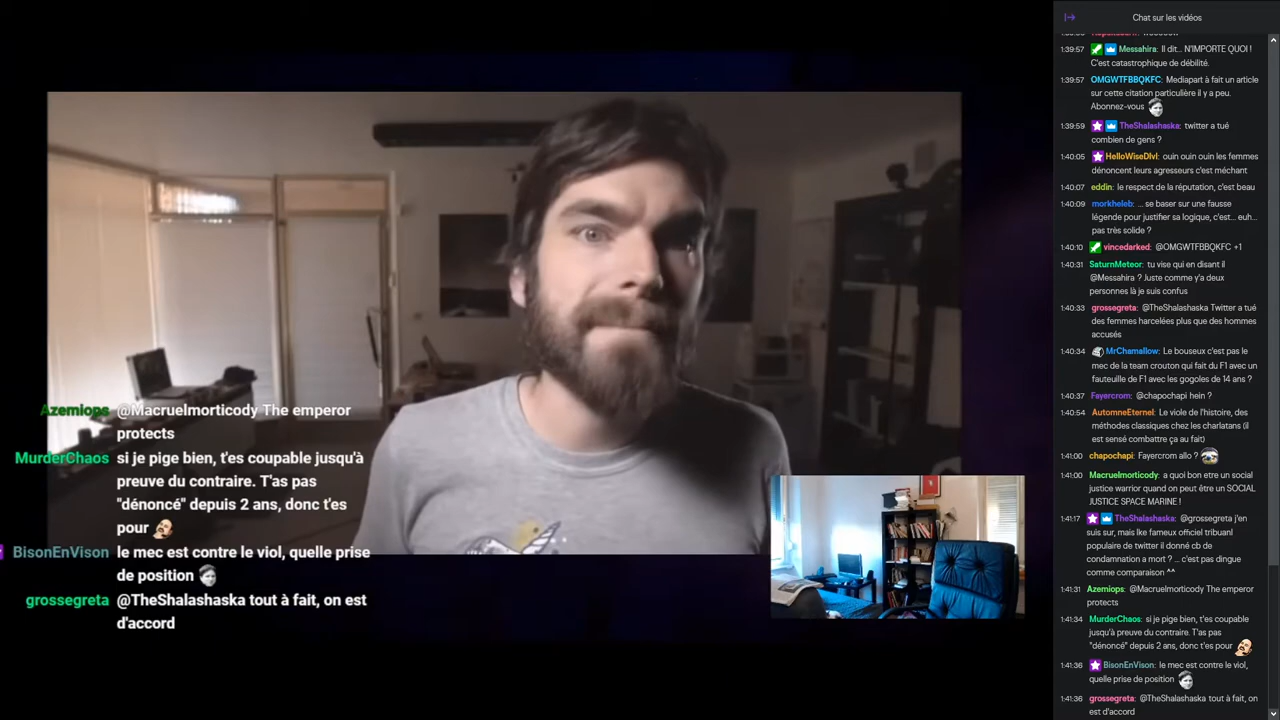 Azemiops: @Macruelmorticody The emperor
protects
MurderChaos si je pige bien, t'es coupable jusqu'à
preuve du contraire. T'as pas
"dénoncé" depuis 2 ans, donc t'es
pour
BisonEnVison le mec est contre le viol, quelle prise
de position
grossegreta @TheShalashaska tout à fait, on est
d'accord
Chat sur les vidéos
1:39:57 Messahira: Il dit... N'IMPORTE QUOI !
C'est catastrophique de débilité.
1:39:57 OMGWTFBBQKFC: Mediapart à fait un article
sur cette citation particulière il y a peu.
Abonnez-vous
1:39:59 TheShalashaska: twitter a tué
combien de gens ?
1:40:05 HelloWiseDlvl: ouin ouin ouin les femmes
dénoncent leurs agresseurs c'est méchant
1:40:07 eddin: le respect de la réputation, c'est beau
1:40:09 morkheleb: ... se baser sur une fausse
légende pour justifier sa logique, c'est... euh...
pas très solide ?
1:40:10 vincedarked: @OMGWTFBBQKFC +1
1:40:31 SaturnMeteor: tu vise qui en disant il
@Messahira ? Juste comme y'a deux
personnes là je suis confus
1:40:33 grossegreta: @TheShalashaska Twitter a tué
des femmes harcelées plus que des hommes
accusés
1:40:34 MrChamallow: Le bouseux c'est pas le
mec de la team crouton qui fait du F1 avec un
fauteuille de F1 avec les gogoles de 14 ans ?
1:40:37 Fayercrom: @chapochapi hein ?
1:40:54 AutomneEternel: Le viole de l'histoire, des
méthodes classiques chez les charlatans (il
est sensé combattre ça au fait)
1:41:00 chapochapi: Fayercrom allo ?
1:41:00 Macruelmorticody: a quoi bon etre un social
justice warrior quand on peut être un SOCIAL
JUSTICE SPACE MARINE !
1:41:17 TheShalashaska: @grossegreta j'en
suis sur, mais lke fameux officiel tribuanl
populaire de twitter il donné cb de
condamnation a mort ? ... c'est pas dingue
comme comparaison ^^
1:41:31 Azemiops: @Macruelmorticody The emperor
protects
1:41:34 MurderChaos: si je pige bien, t'es coupable
jusqu'à preuve du contraire. T'as pas
"dénoncé" depuis 2 ans, donc t'es pour
1:41:36 BisonEnVison: le mec est contre le viol,
quelle prise de position
1:41:36 grossegreta: @TheShalashaska tout à fait, on
est d'accord